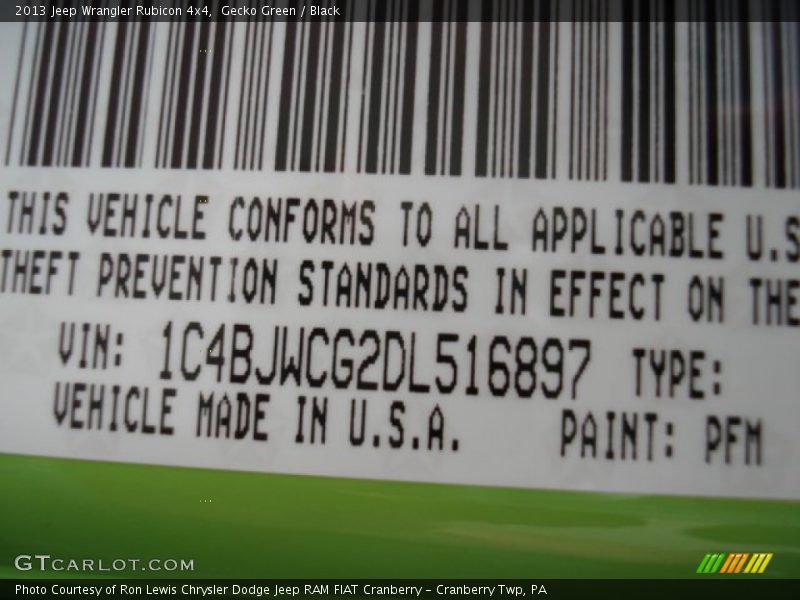 2013 Jeep Wrangler Rubicon 4x4, Gecko Green / Black
THIS VEHICLE CONFORMS TO ALL APPLICABLE U.S
THEFT PREVENTION STANDARDS IN EFFECT ON THE
VIN: 1C4BJWCG2DL516897 TYPE:
VEHICLE MADE IN U.S.A. PAINT: PFM
GTCARLOT.COM
Photo Courtesy of Ron Lewis Chrysler Dodge Jeep RAM FIAT Cranberry – Cranberry Twp, PA